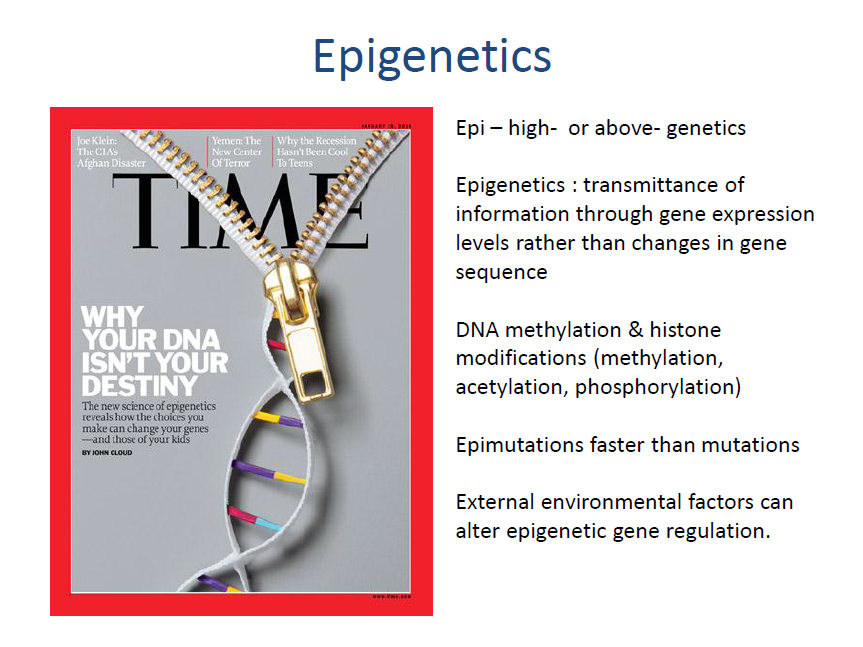 Epigenetics
JANUARY 18, 2010
Joe Klein:
The CIA's
Afghan Disaster
Yemen: The
New Center
Of Terror
Why the Recession
Hasn't Been Cool
To Teens
TIME
WHY
YOUR DNA
ISN'T YOUR
DESTINY
The new science of epigenetics
reveals how the choices you
make can change your genes
—and those of your kids
BY JOHN CLOUD
www.time.com
Epi – high-  or above- genetics
Epigenetics : transmittance of
information through gene expression
levels rather than changes in gene
sequence
DNA methylation & histone
modifications (methylation,
acetylation, phosphorylation)
Epimutations faster than mutations
External environmental factors can
alter epigenetic gene regulation.